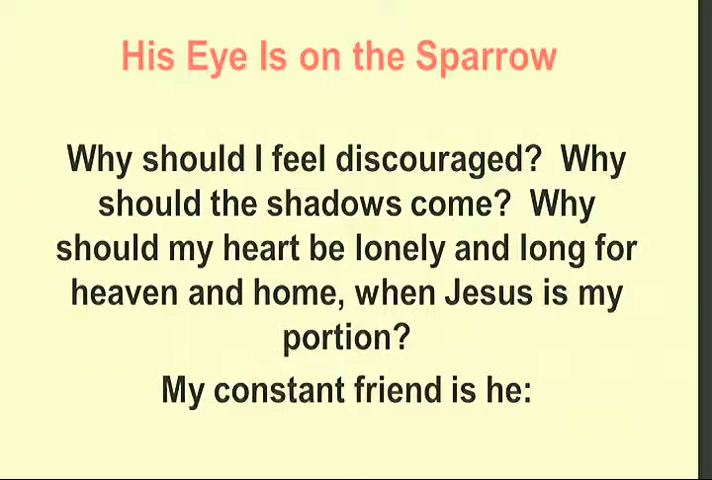 His Eye Is on the Sparrow
Why should I feel discouraged?  Why
should the shadows come?  Why
should my heart be lonely and long for
heaven and home, when Jesus is my
portion?
My constant friend is he: